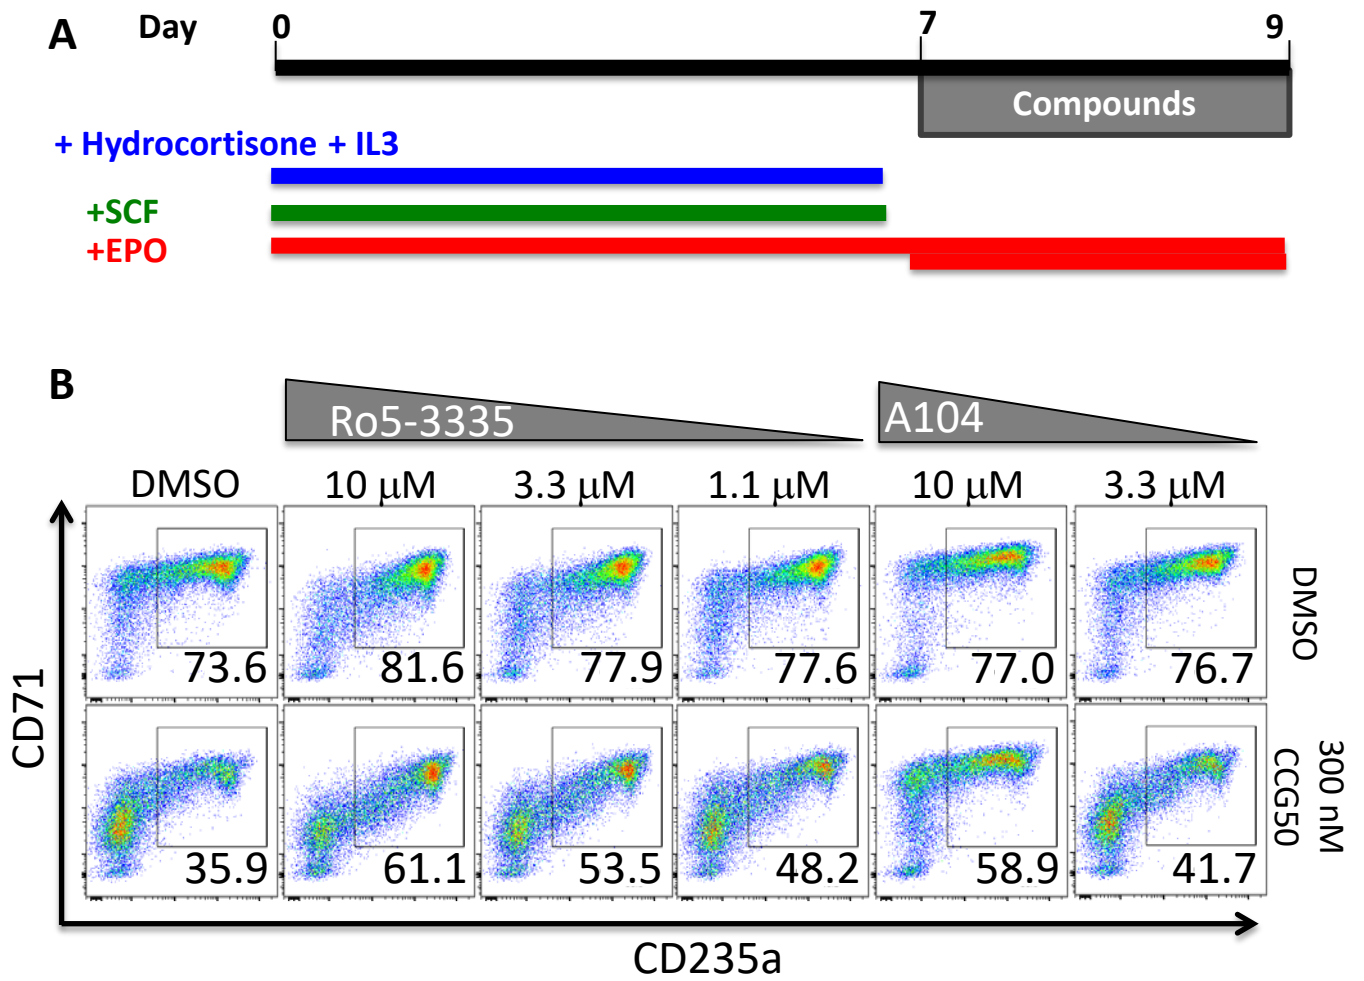 A Day 0 7 9
Compounds
+ Hydrocortisone + IL3
+SCF
+EPO
B
Ro5-3335 A104
DMSO 10 μM 3.3 μM 1.1 μM 10 μM 3.3 μM
73.6 81.6 77.9 77.6 77.0 76.7
DMSO
35.9 61.1 53.5 48.2 58.9 41.7
300 nM
CCG50
CD71
CD235a